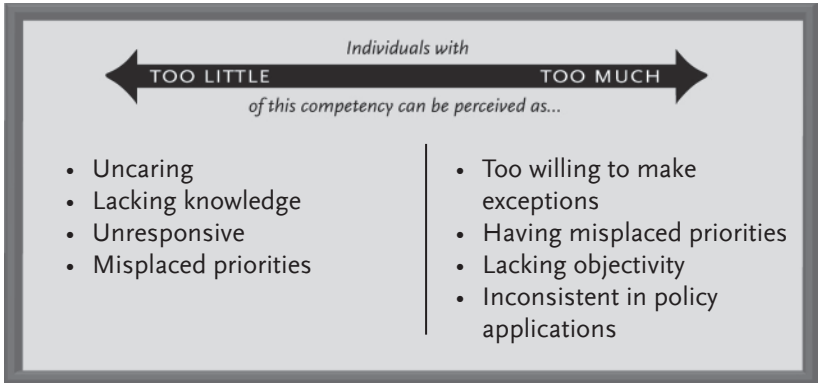 Individuals with
TOO LITTLE TOO MUCH
of this competency can be perceived as...
• Uncaring
• Lacking knowledge
• Unresponsive
• Misplaced priorities
• Too willing to make
exceptions
• Having misplaced priorities
• Lacking objectivity
• Inconsistent in policy
applications